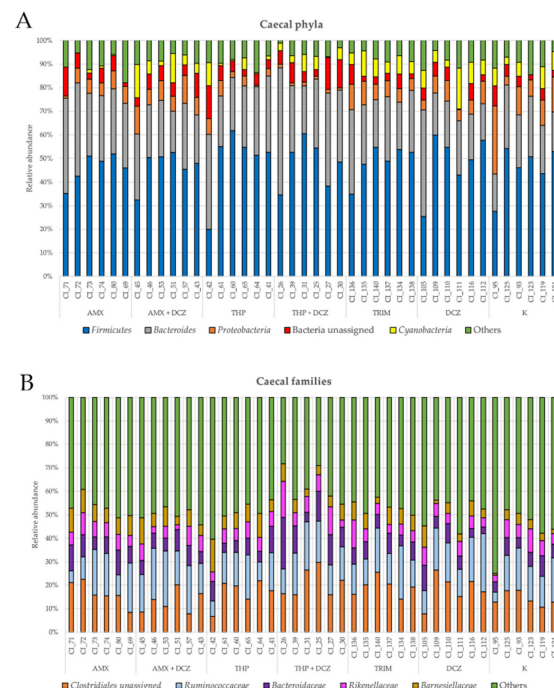 A
Caecal phyla
100%
90%
80%
70%
60%
50%
40%
30%
20%
10%
0%
Relative abundance
CI_71 CI_72 CI_73 CI_74 CI_80 CI_69 CI_45 CI_46 CI_53 CI_51 CI_57 CI_43 CI_42 CI_61 CI_60 CI_65 CI_64 CI_41 CI_26 CI_39 CI_31 CI_25 CI_27 CI_30 CI_136 CI_135 CI_140 CI_137 CI_134 CI_138 CI_105 CI_109 CI_110 CI_111 CI_116 CI_112 CI_95 CI_125 CI_93 CI_123 CI_119
AMX AMX + DCZ THP THP + DCZ TRIM DCZ K
Firmicutes Bacteroides Proteobacteria Bacteria unassigned Cyanobacteria Others
B
Caecal families
100%
90%
80%
70%
60%
50%
40%
30%
20%
10%
0%
Relative abundance
CI_71 CI_72 CI_73 CI_74 CI_80 CI_69 CI_45 CI_46 CI_53 CI_51 CI_57 CI_43 CI_42 CI_61 CI_60 CI_65 CI_64 CI_41 CI_26 CI_39 CI_31 CI_25 CI_27 CI_30 CI_136 CI_135 CI_140 CI_137 CI_134 CI_138 CI_105 CI_109 CI_110 CI_111 CI_116 CI_112 CI_95 CI_125 CI_93 CI_123 CI_119
AMX AMX + DCZ THP THP + DCZ TRIM DCZ K
Clostridiales unassigned Ruminococcaceae Bacteroidaceae Rikenellaceae Barnesiellaceae Others